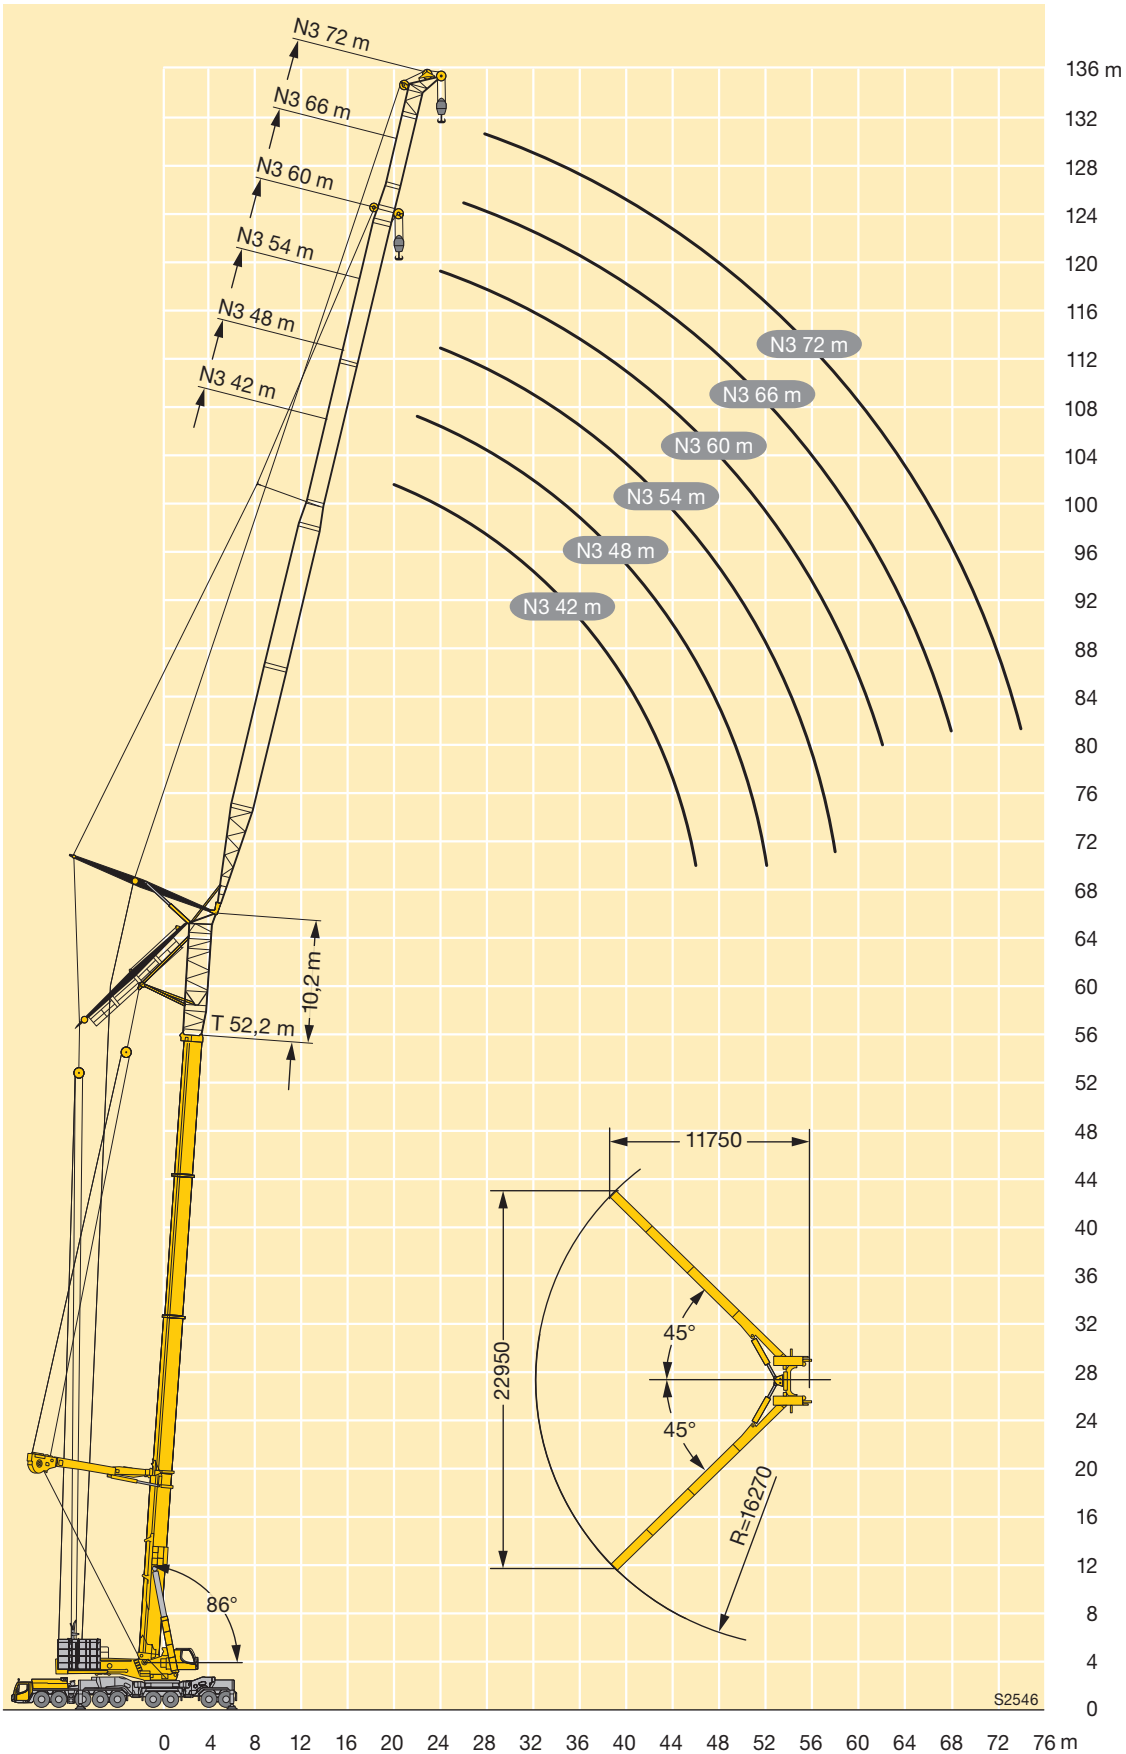 N3 72 m
N3 66 m
N3 60 m
N3 54 m
N3 48 m
N3 42 m
136 m
132
128
124
120
116
112
108
104
100
96
92
88
84
80
76
72
68
64
60
56
52
48
44
40
36
32
28
24
20
16
12
8
4
0
N3 72 m
N3 66 m
N3 60 m
N3 54 m
N3 48 m
N3 42 m
10,2 m
T 52,2 m
11750
22950
45°
45°
R=16270
86°
S2546
0 4 8 12 16 20 24 28 32 36 40 44 48 52 56 60 64 68 72 76 m